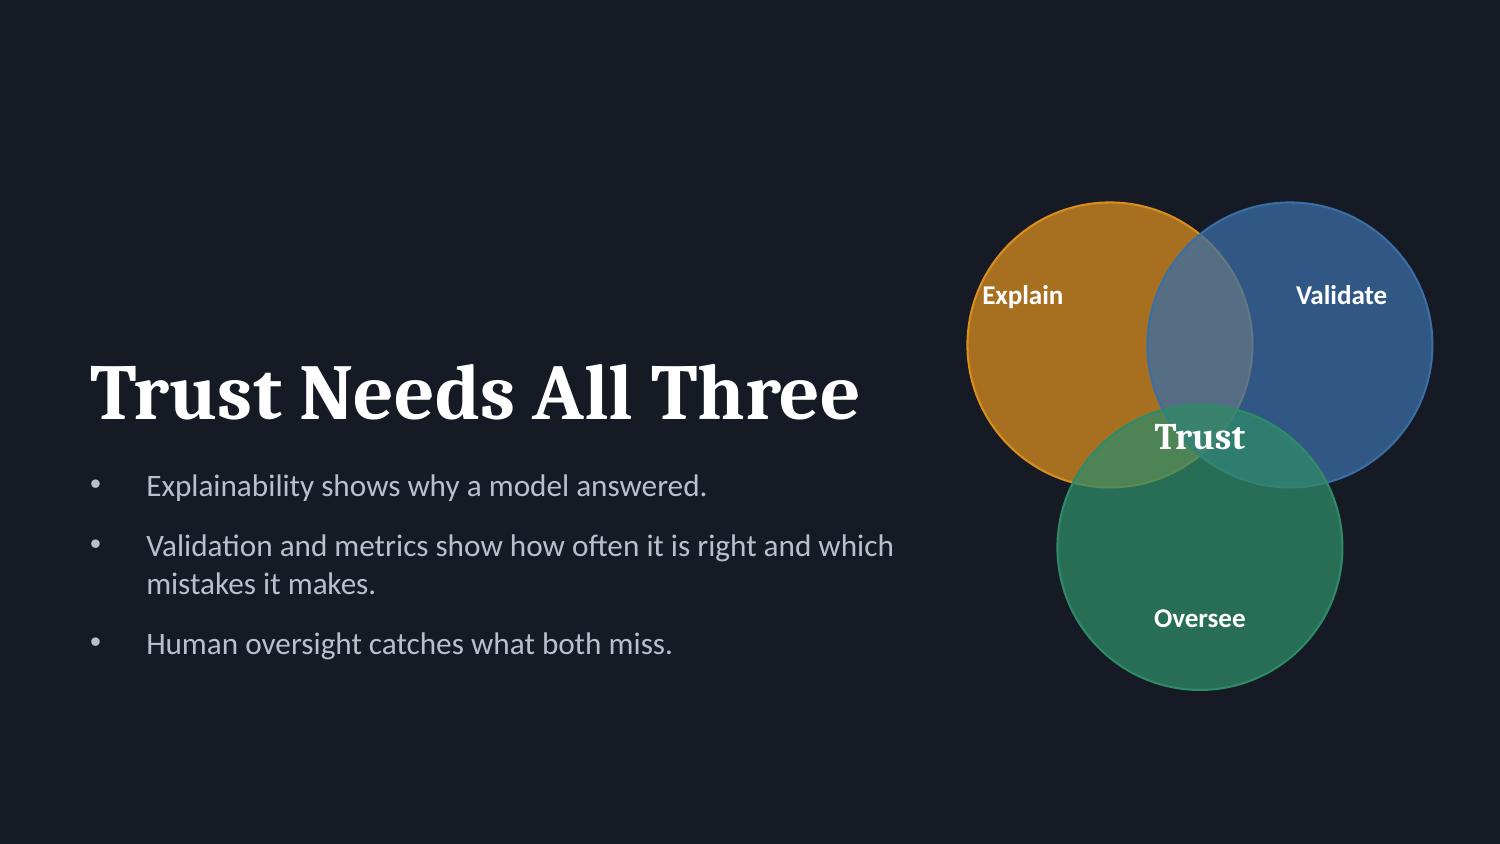 Trust Needs All Three
• Explainability shows why a model answered.
• Validation and metrics show how often it is right and which
mistakes it makes.
• Human oversight catches what both miss.
Explain
Validate
Trust
Oversee